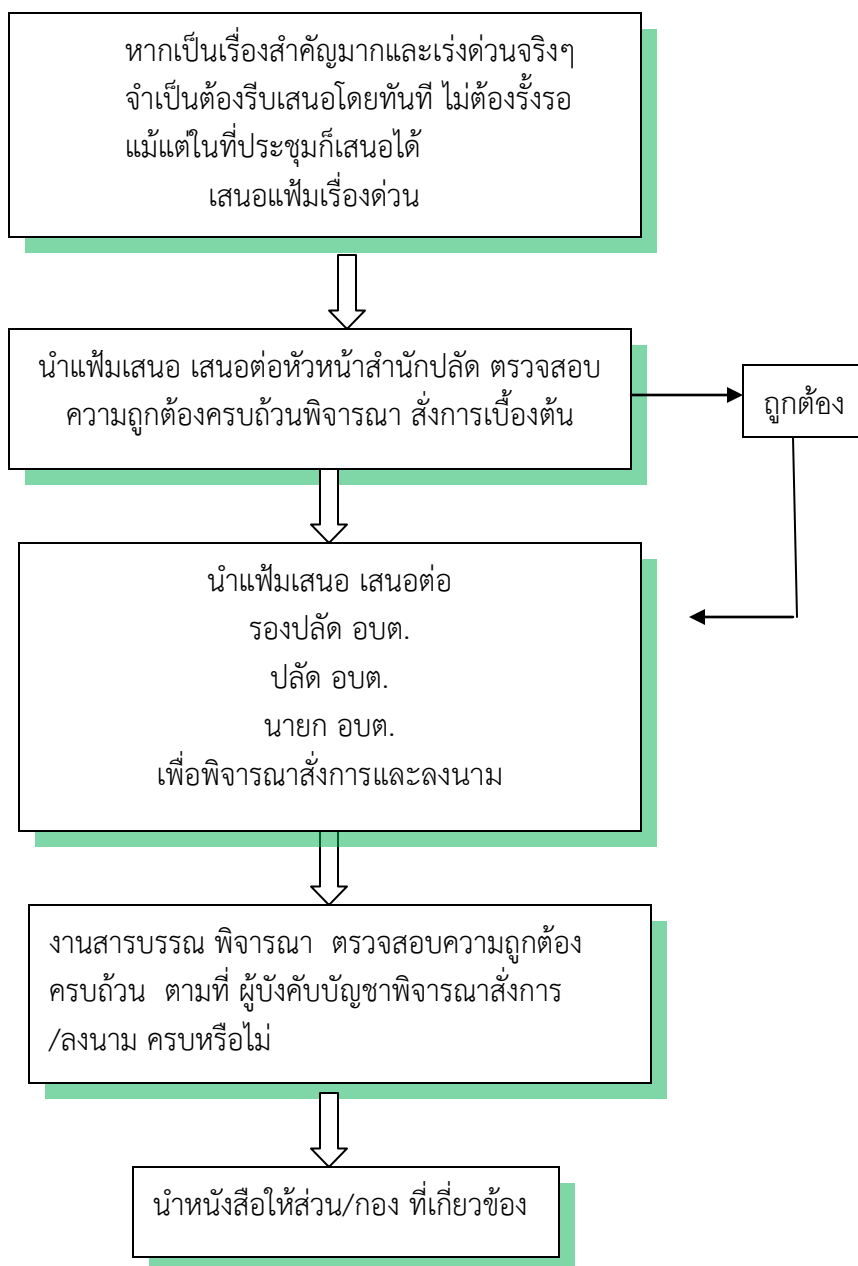 หากเป็นเรื่องสำคัญมากและเร่งด่วนจริงๆ
จำเป็นต้องรีบเสนอโดยทันที ไม่ต้องรั้งรอ
แม้แต่ในที่ประชุมก็เสนอได้
เสนอแฟ้มเรื่องด่วน
นำแฟ้มเสนอ เสนอต่อหัวหน้าสำนักปลัด ตรวจสอบ
ความถูกต้องครบถ้วนพิจารณา สั่งการเบื้องต้น
ถูกต้อง
นำแฟ้มเสนอ เสนอต่อ
รองปลัด อบต.
ปลัด อบต.
นายก อบต.
เพื่อพิจารณาสั่งการและลงนาม
งานสารบรรณ พิจารณา ตรวจสอบความถูกต้อง
ครบถ้วน ตามที่ ผู้บังคับบัญชาพิจารณาสั่งการ
/ลงนาม ครบหรือไม่
นำหนังสือให้ส่วน/กอง ที่เกี่ยวข้อง